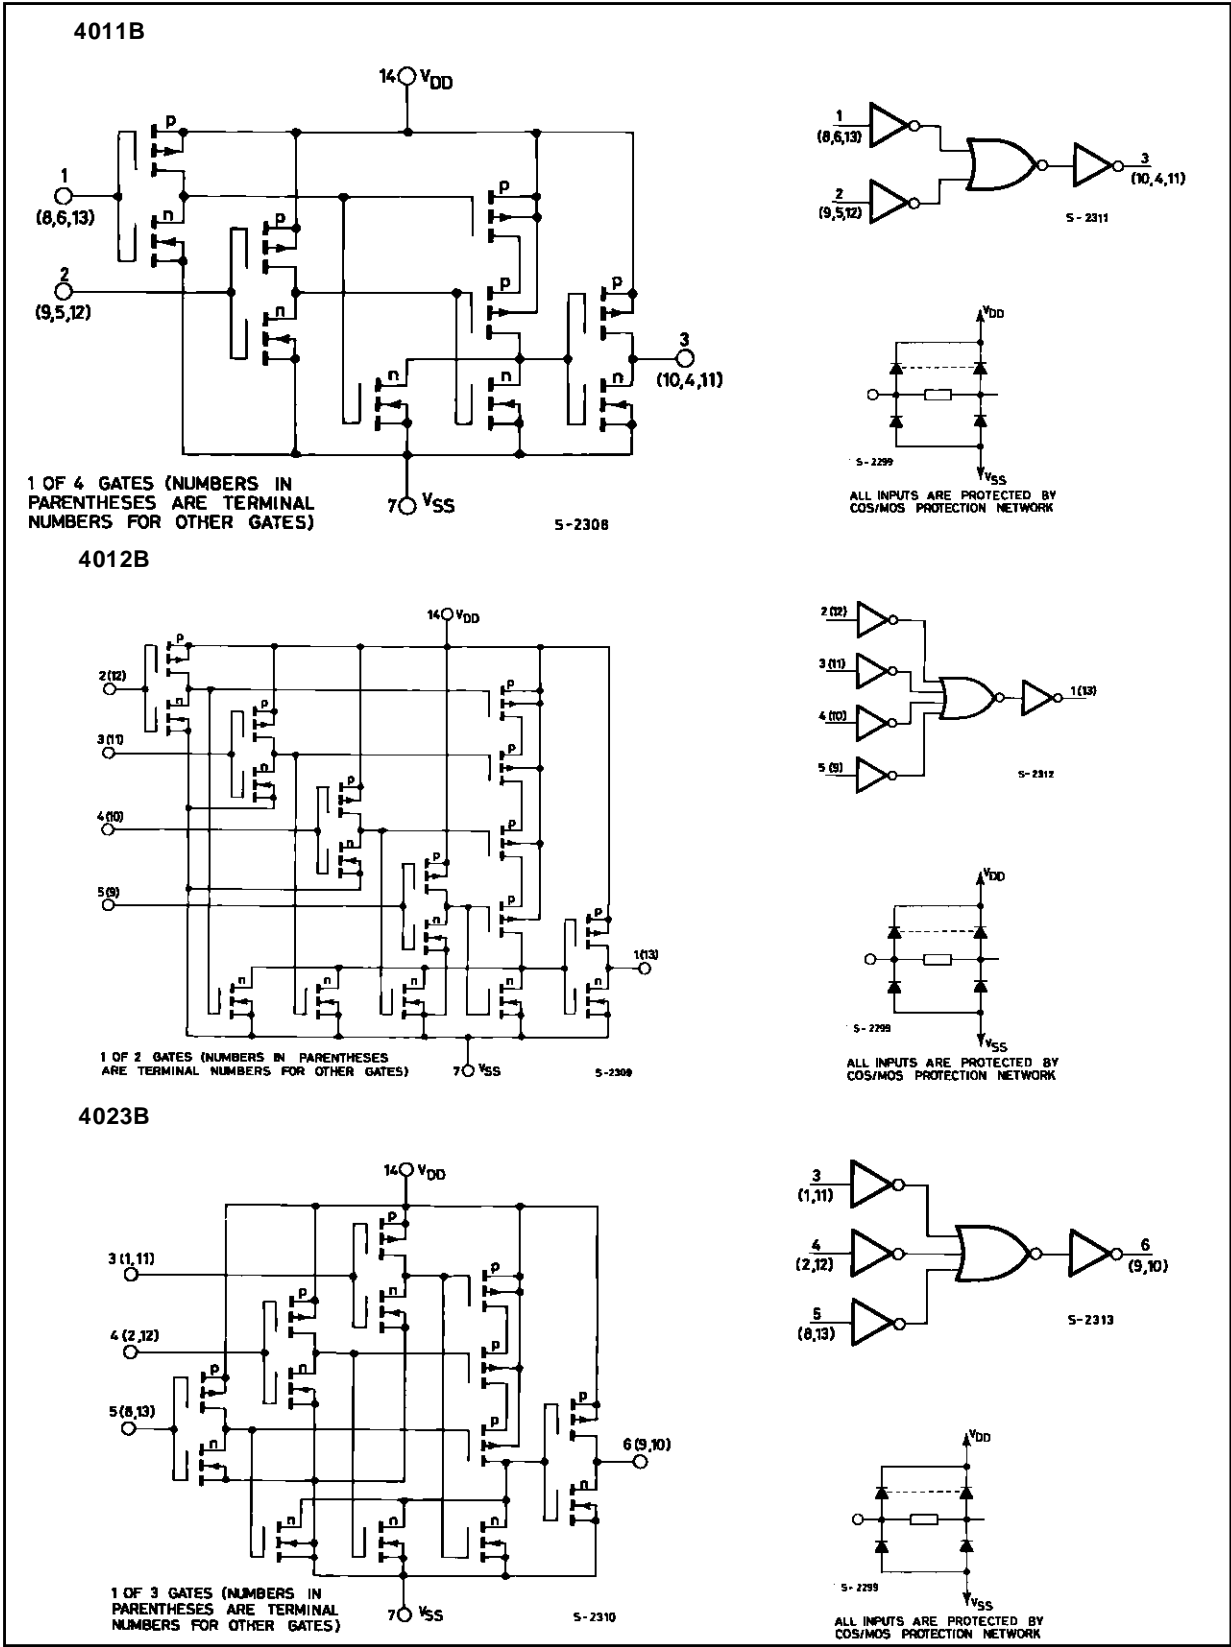 4011B
14 VDD
p
1
(8,6,13)
n
p
2
(9,5,12)
n
p
p
n
n
p
n
3
(10,4,11)
7 VSS
1 OF 4 GATES (NUMBERS IN
PARENTHESES ARE TERMINAL
NUMBERS FOR OTHER GATES)
S-2308
1
(8,6,13)
2
(9,5,12)
3
(10,4,11)
S-2311
VDD
S-2299
VSS
ALL INPUTS ARE PROTECTED BY
COS/MOS PROTECTION NETWORK
4012B
14 VDD
p
2(12)
n
p
3(11)
n
p
4(10)
n
p
5(9)
n
p
p
p
p
n
n
n
n
p
n
1(13)
7 VSS
1 OF 2 GATES (NUMBERS IN PARENTHESES
ARE TERMINAL NUMBERS FOR OTHER GATES)
S-2309
2(12)
3(11)
4(10)
5(9)
1(13)
S-2312
VDD
S-2299
VSS
ALL INPUTS ARE PROTECTED BY
COS/MOS PROTECTION NETWORK
4023B
14 VDD
p
3(1,11)
n
p
4(2,12)
n
p
5(8,13)
n
p
p
p
n
n
n
p
n
6(9,10)
7 VSS
1 OF 3 GATES (NUMBERS IN
PARENTHESES ARE TERMINAL
NUMBERS FOR OTHER GATES)
S-2310
3
(1,11)
4
(2,12)
5
(8,13)
6
(9,10)
S-2313
VDD
S-2299
VSS
ALL INPUTS ARE PROTECTED BY
COS/MOS PROTECTION NETWORK